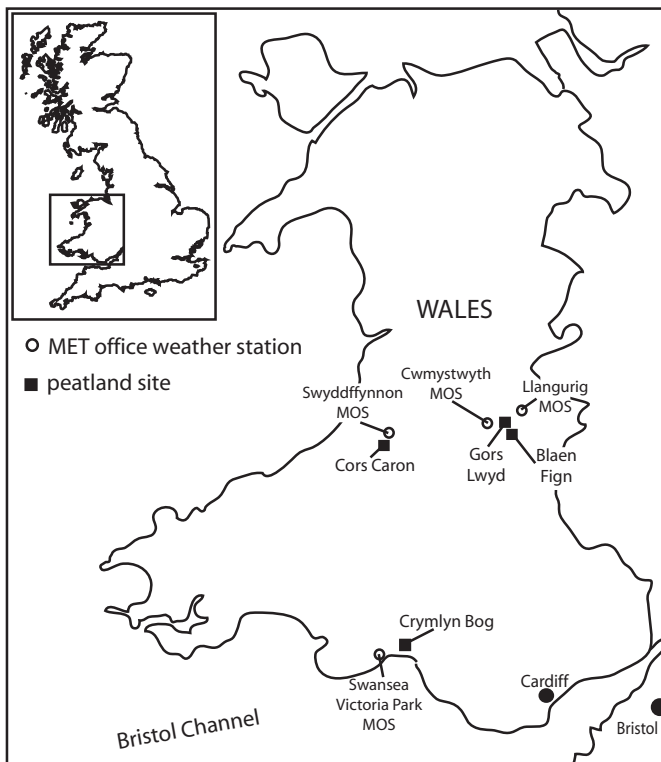 WALES
MET office weather station
peatland site
Swyddffynnon
MOS
Cwmystwyth
MOS
Llangurig
MOS
Cors Caron
Gors
Lwyd
Blaen
Fign
Crymlyn Bog
Swansea
Victoria Park
MOS
Cardiff
Bristol
Bristol Channel